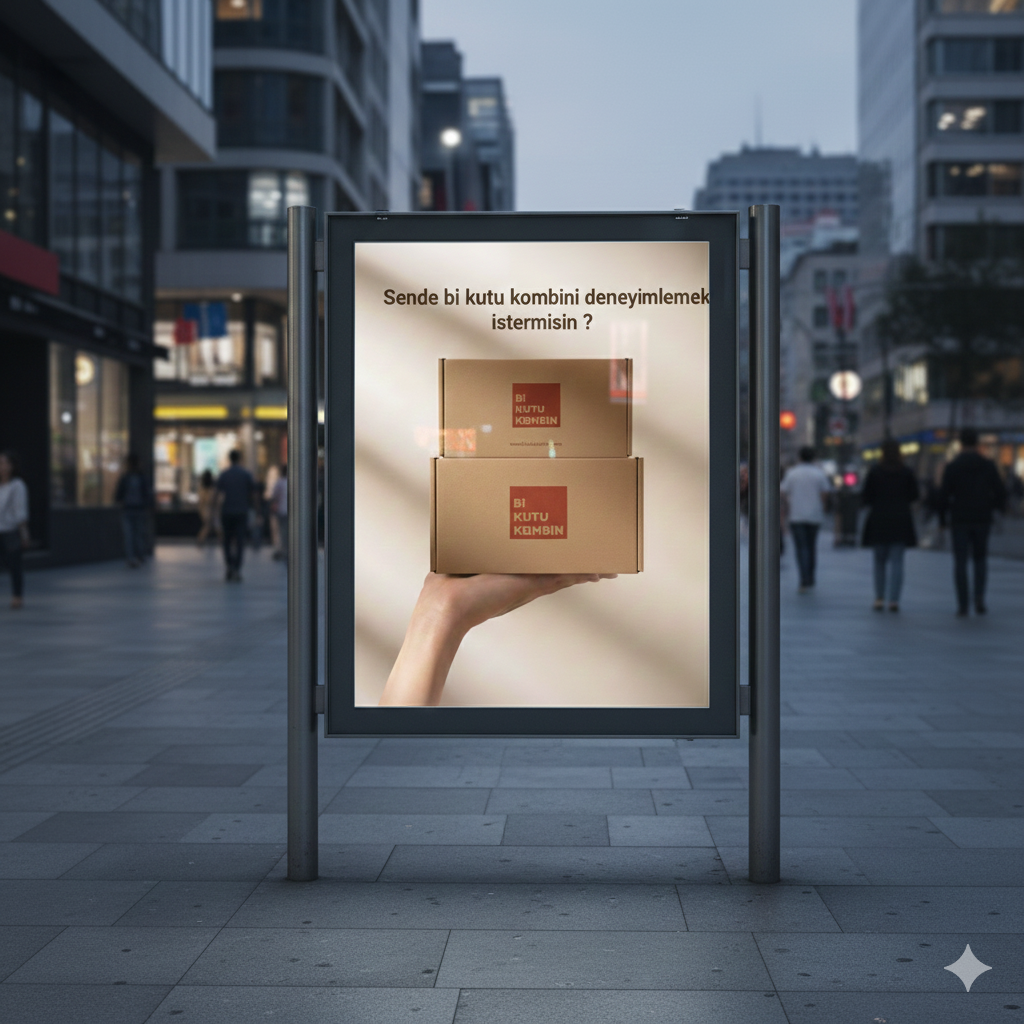 Sende bi kutu kombini deneyimlemek
istermisin ?
BI
KUTU
KOMBIN
BI
KUTU
KOMBIN